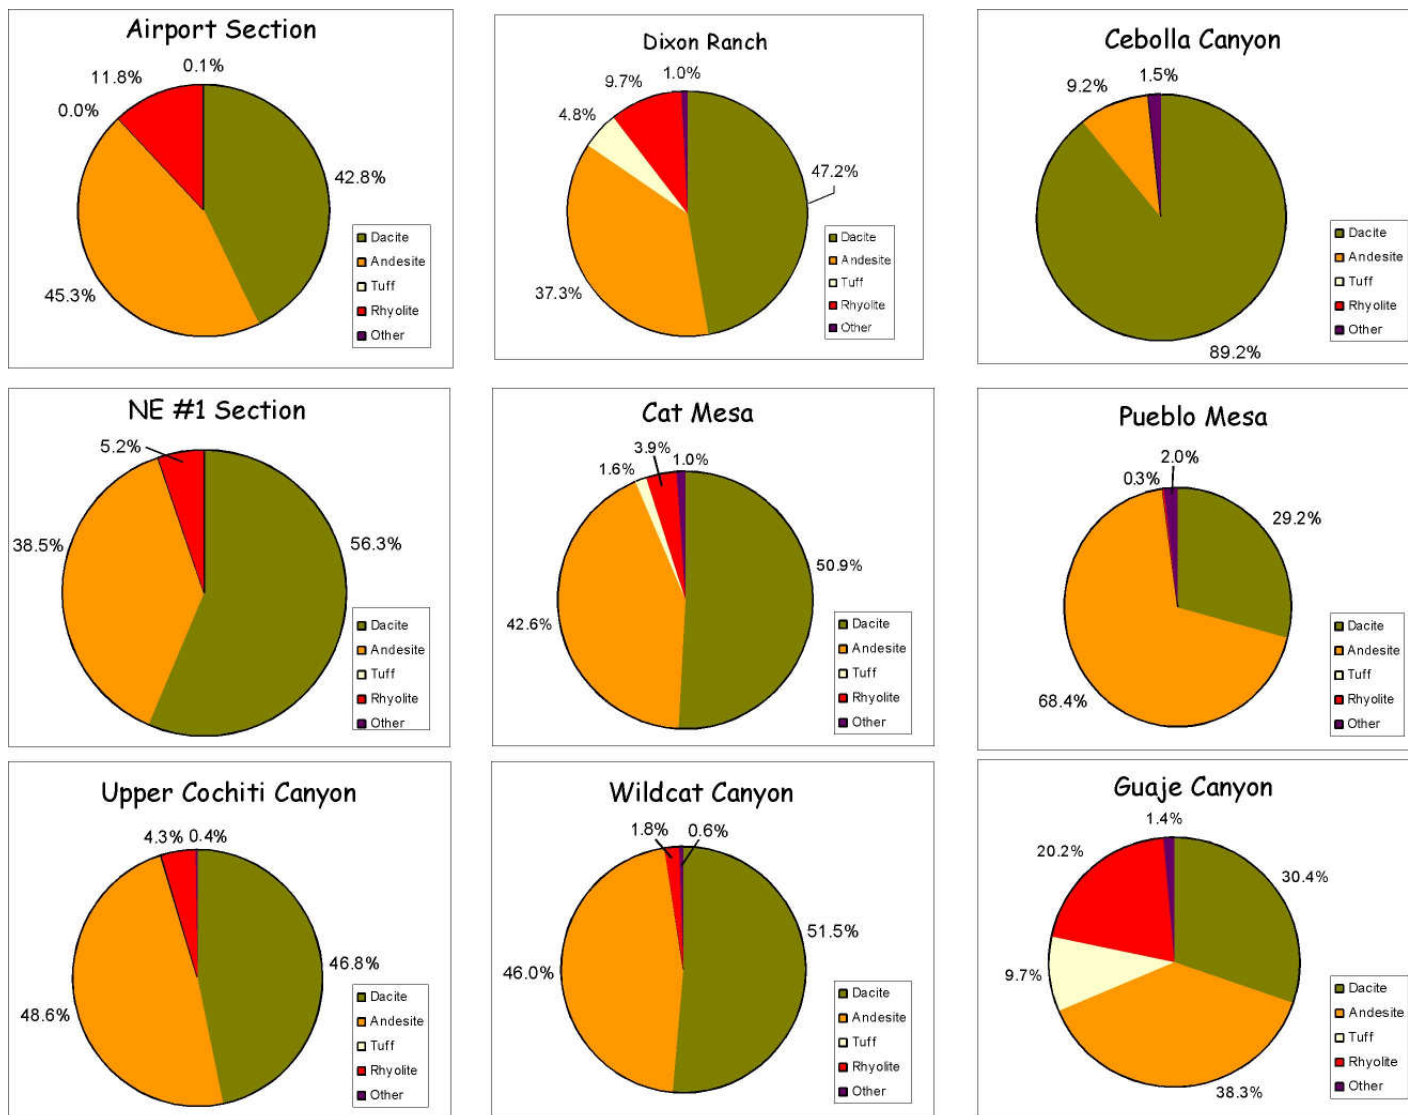 Airport Section
0.1%
11.8%
0.0%
42.8%
45.3%
Dacite
Andesite
Tuff
Rhyolite
Other
Dixon Ranch
1.0%
9.7%
4.8%
47.2%
37.3%
Dacite
Andesite
Tuff
Rhyolite
Other
Cebolla Canyon
1.5%
9.2%
89.2%
Dacite
Andesite
Tuff
Rhyolite
Other
NE #1 Section
5.2%
38.5%
56.3%
Dacite
Andesite
Tuff
Rhyolite
Other
Cat Mesa
3.9%
1.0%
1.6%
50.9%
42.6%
Dacite
Andesite
Tuff
Rhyolite
Other
Pueblo Mesa
2.0%
0.3%
29.2%
68.4%
Dacite
Andesite
Tuff
Rhyolite
Other
Upper Cochiti Canyon
4.3%
0.4%
46.8%
48.6%
Dacite
Andesite
Tuff
Rhyolite
Other
Wildcat Canyon
1.8%
0.6%
51.5%
46.0%
Dacite
Andesite
Tuff
Rhyolite
Other
Guaje Canyon
1.4%
20.2%
30.4%
9.7%
38.3%
Dacite
Andesite
Tuff
Rhyolite
Other